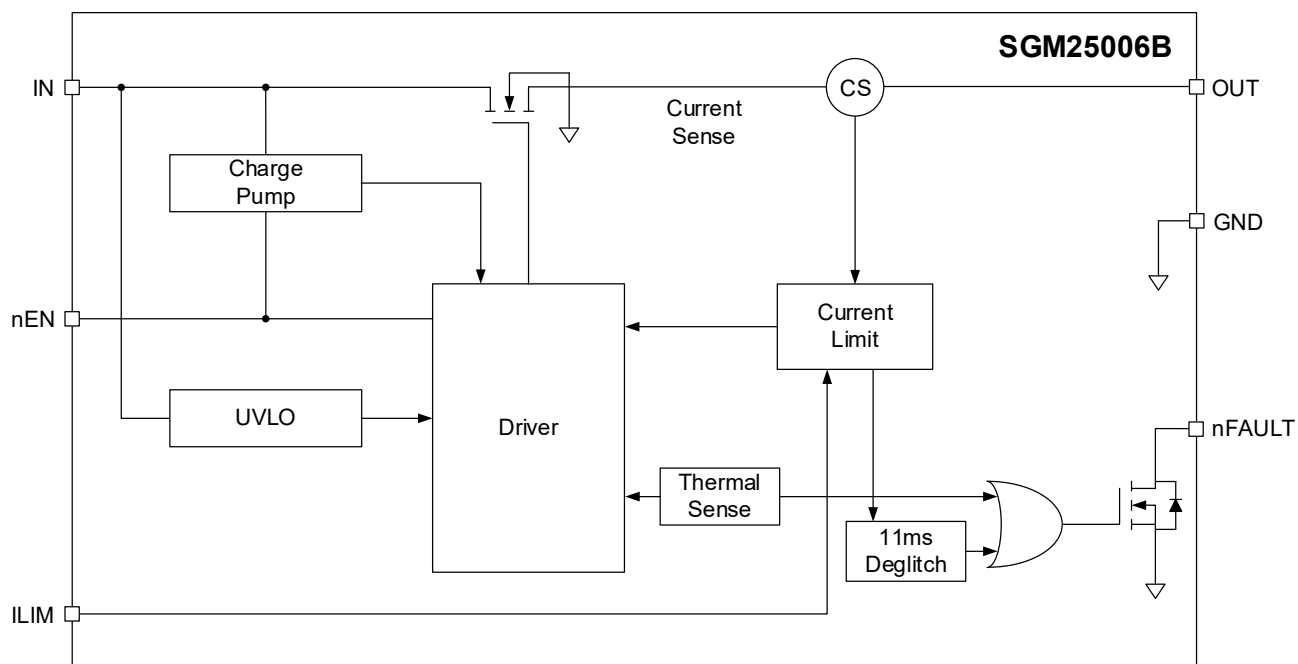 SGM25006B
IN
CS
OUT
Current
Sense
Charge
Pump
GND
nEN
Current
Limit
UVLO
Driver
nFAULT
Thermal
Sense
11ms
Deglitch
ILIM